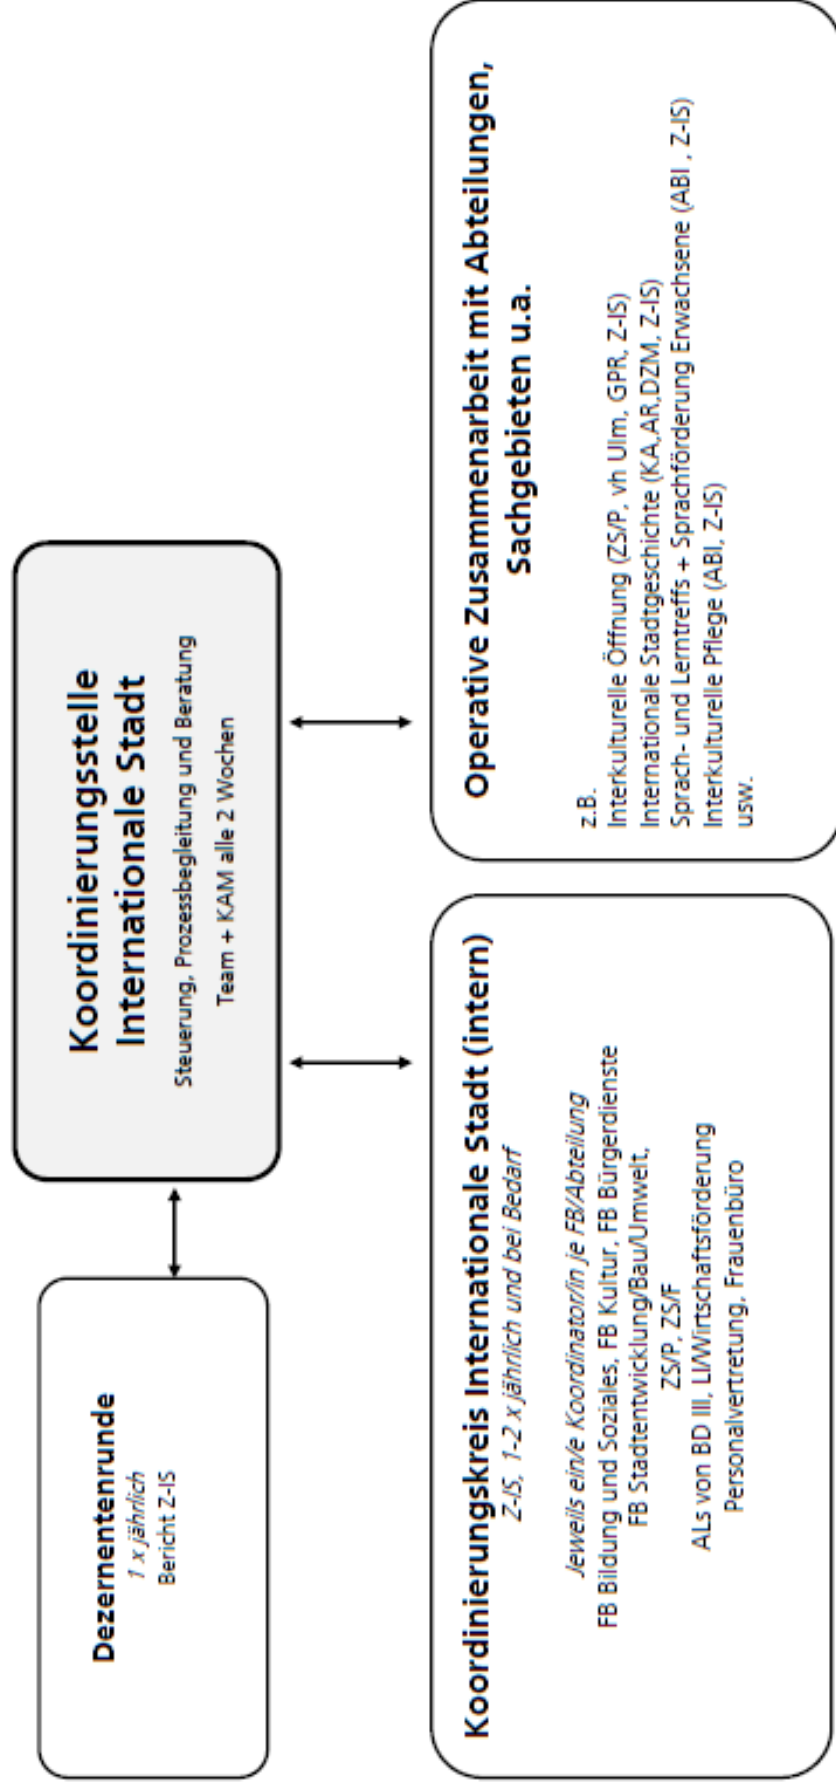 Dezernentenrunde
1 x jährlich
Bericht Z-IS
Koordinierungsstelle
Internationale Stadt
Steuerung, Prozessbegleitung und Beratung
Team + KAM alle 2 Wochen
Koordinierungskreis Internationale Stadt (intern)
Z-IS, 1-2 x jährlich und bei Bedarf
Jeweils ein/e Koordinator/in je FB/Abteilung
FB Bildung und Soziales, FB Kultur, FB Bürgerdienste
FB Stadtentwicklung/Bau/Umwelt,
ZS/P, ZS/F
ALs von BD III, LI/Wirtschaftsförderung
Personalvertretung, Frauenbüro
Operative Zusammenarbeit mit Abteilungen,
Sachgebieten u.a.
z.B.
Interkulturelle Öffnung (ZS/P, vh Ulm, GPR, Z-IS)
Internationale Stadtgeschichte (KA,AR,DZM, Z-IS)
Sprach- und Lerntreffs + Sprachförderung Erwachsene (ABI , Z-IS)
Interkulturelle Pflege (ABI, Z-IS)
usw.